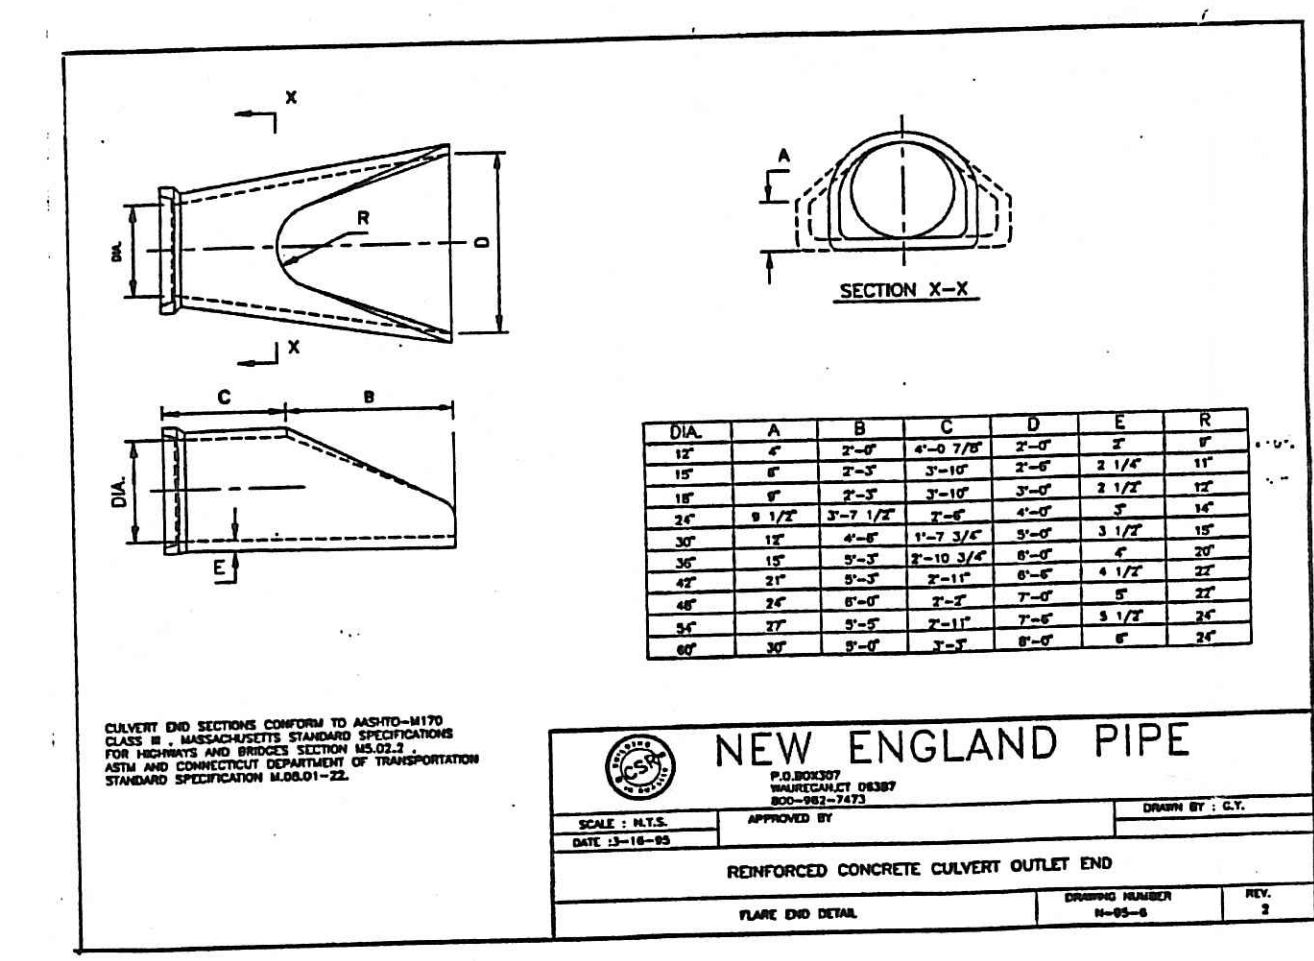 X
A
R
DIA.
D
SECTION X-X
X
C
B
DIA.
E
DIA. A B C D E R
12" 4" 2'-0" 4'-0 7/8" 2'-0" 2" 9"
15" 6" 2'-3" 3'-10" 2'-6" 2 1/4" 11"
18" 9" 2'-3" 3'-10" 3'-0" 2 1/2" 12"
24" 9 1/2" 3'-7 1/2" 2'-6" 4'-0" 3" 14"
30" 12" 4'-6" 1'-7 3/4" 5'-0" 3 1/2" 15"
36" 15" 5'-3" 2'-10 3/4" 6'-0" 4" 20"
42" 21" 5'-3" 2'-11" 6'-6" 4 1/2" 22"
48" 24" 6'-0" 2'-2" 7'-0" 5" 22"
54" 27" 5'-5" 2'-11" 7'-6" 5 1/2" 24"
60" 30" 5'-0" 3'-3" 8'-0" 6" 24"
CULVERT END SECTIONS CONFORM TO AASHTO-M170
CLASS III , MASSACHUSETTS STANDARD SPECIFICATIONS
FOR HIGHWAYS AND BRIDGES SECTION M5.02.2 ,
ASTM AND CONNECTICUT DEPARTMENT OF TRANSPORTATION
STANDARD SPECIFICATION M.08.01-22.
BUILDING
CSR
NEW ENGLAND PIPE
P.O.BOX307
WAUREGAN,CT 06387
800-962-7473
SCALE : N.T.S.
APPROVED BY
DRAWN BY : G.Y.
DATE :3-16-95
REINFORCED CONCRETE CULVERT OUTLET END
FLARE END DETAIL
DRAWING NUMBER
N-95-6
REV.
2